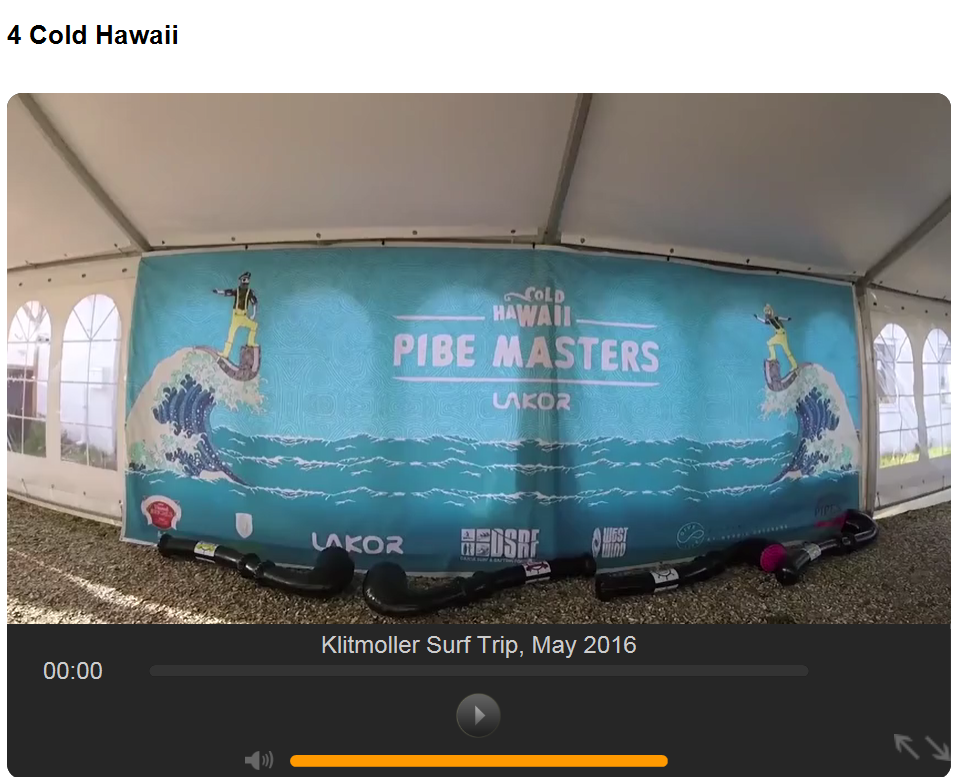 4 Cold Hawaii
COLD
HAWAII
PIBE MASTERS
LAKOR
LAKOR
DSRF
WEST
WIND
Klitmoller Surf Trip, May 2016
00:00